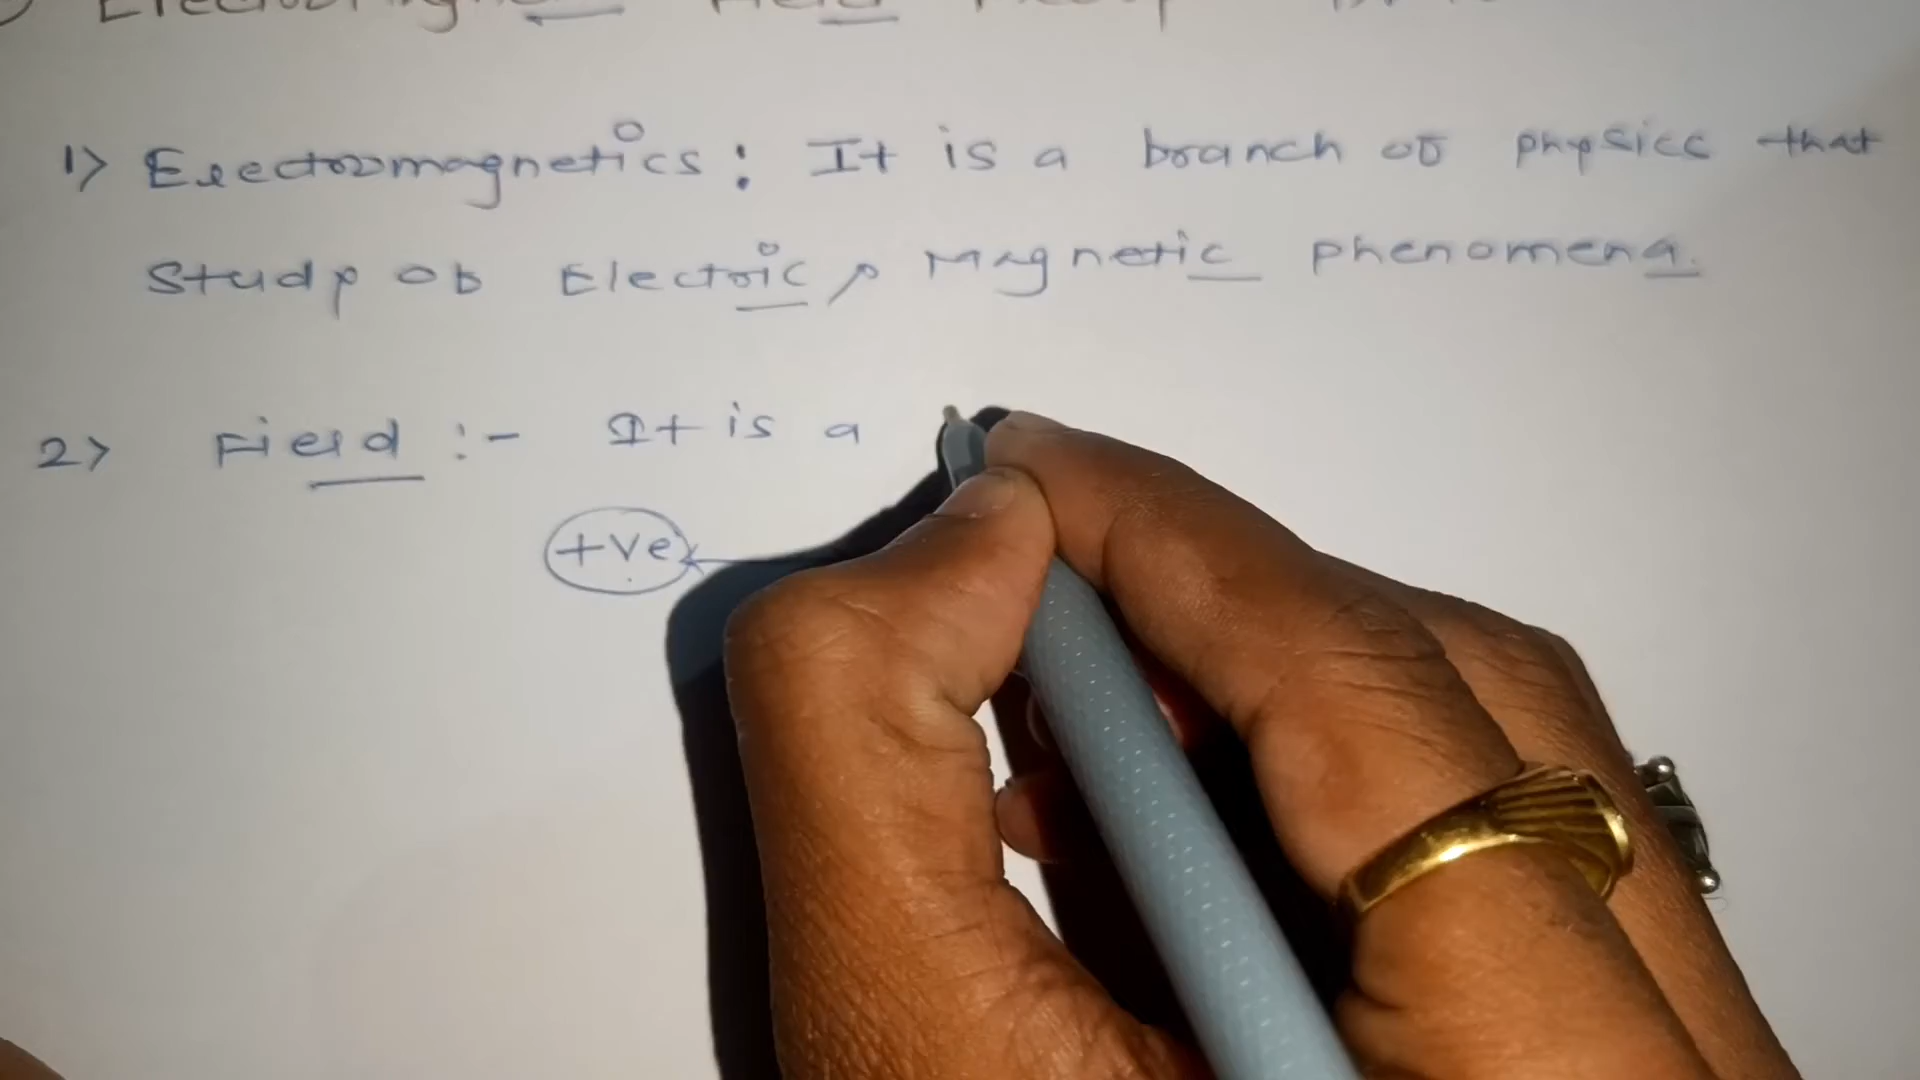 Electromagnetics : It is a branch of physics that
1)
Study of Electric, Magnetic phenomena.
2) Field :- It is a
+ve